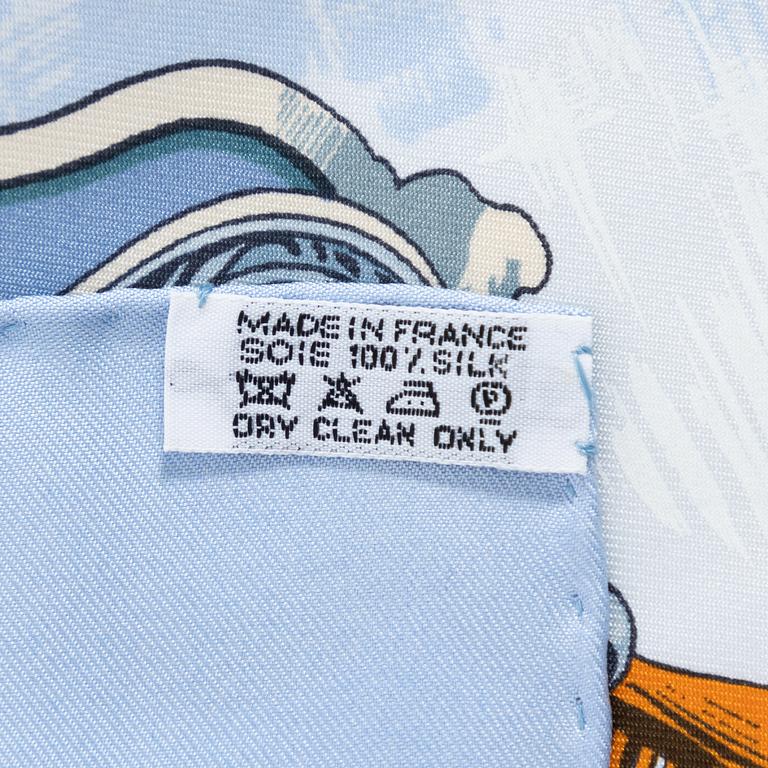 MADE IN FRANCE
SOIE 100% SILK
P
DRY CLEAN ONLY